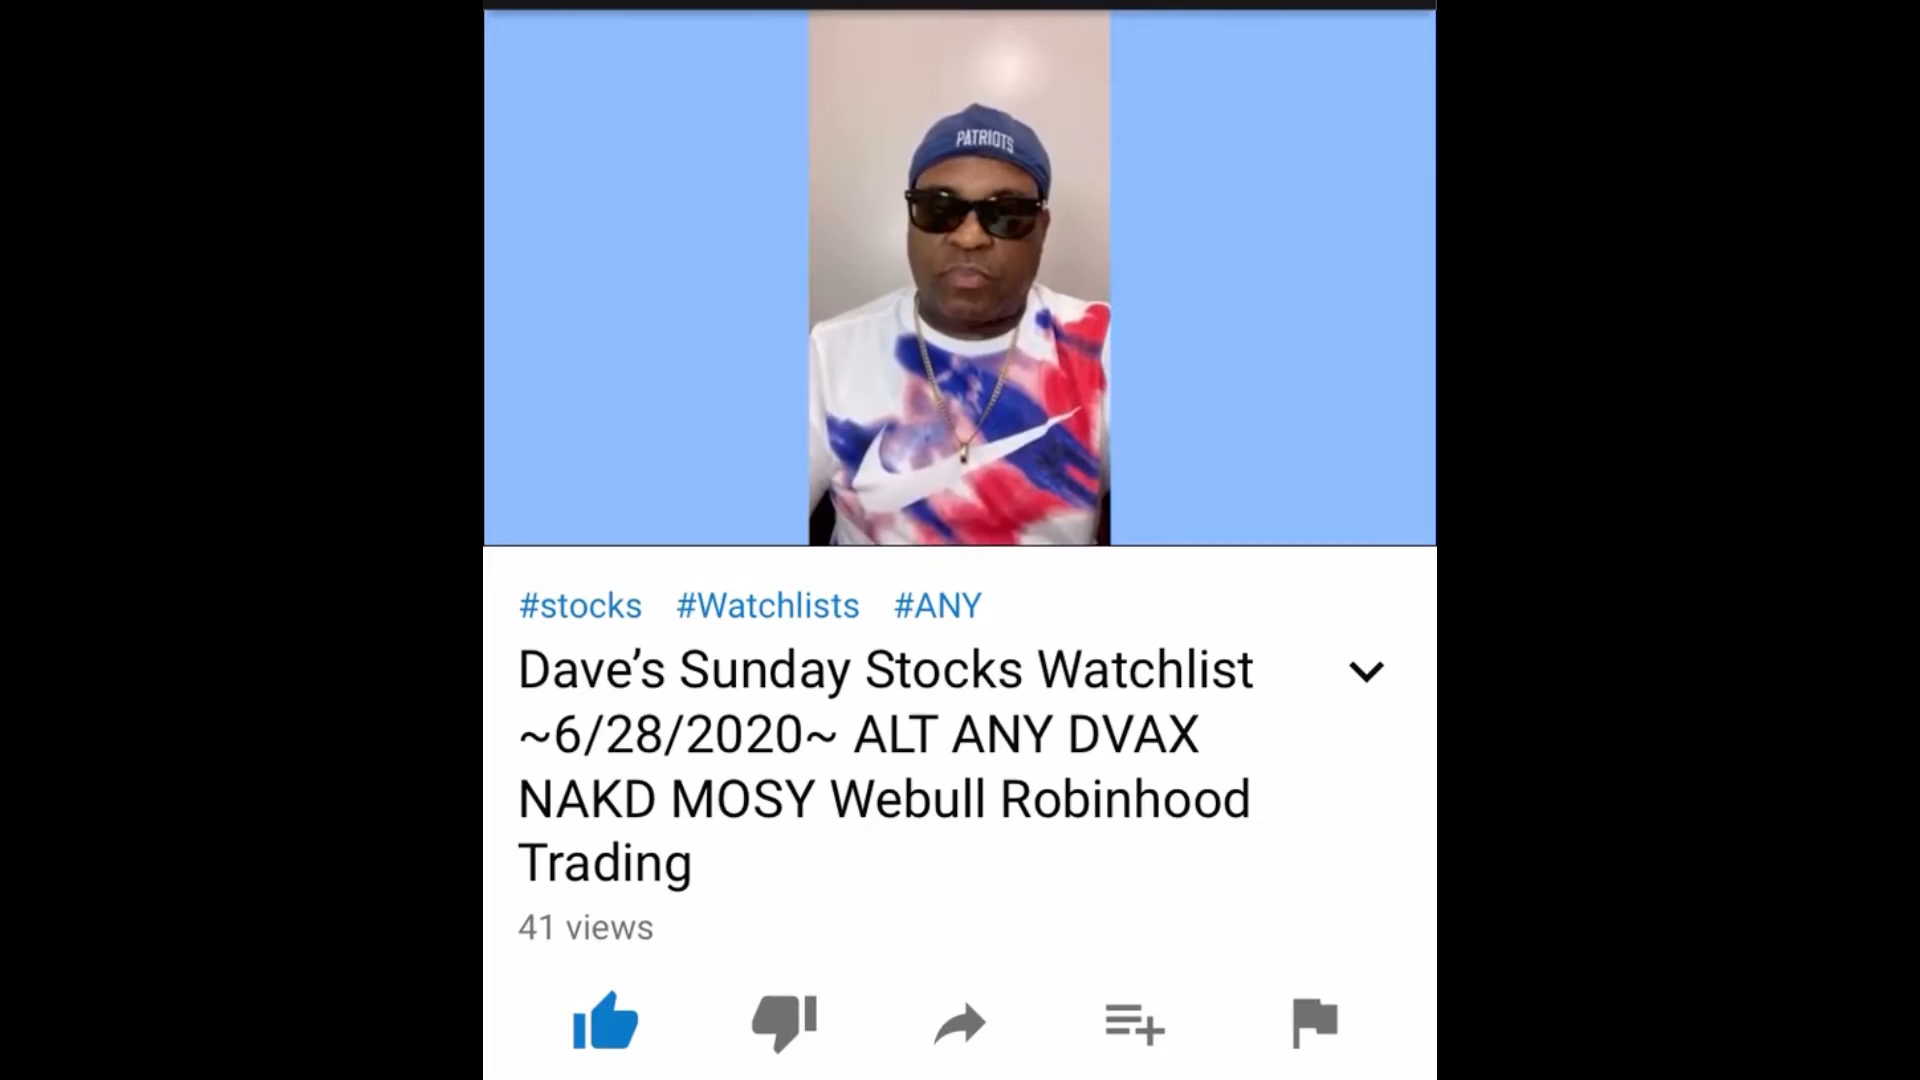 PATRIOTS
#stocks #Watchlists #ANY
Dave’s Sunday Stocks Watchlist
~6/28/2020~ ALT ANY DVAX
NAKD MOSY Webull Robinhood
Trading
41 views